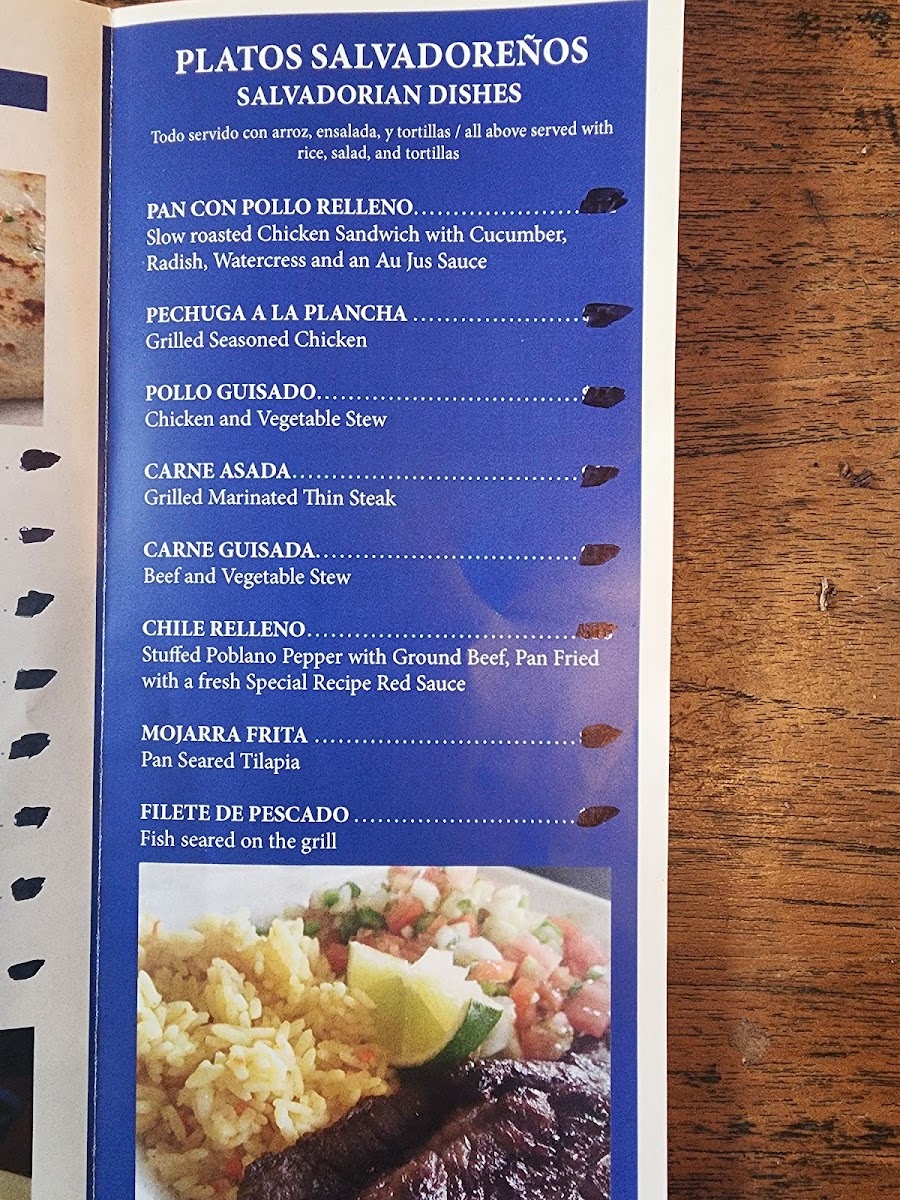 PLATOS SALVADOREÑOS
SALVADORIAN DISHES
Todo servido con arroz, ensalada, y tortillas / all above served with
rice, salad, and tortillas
PAN CON POLLO RELLENO
Slow roasted Chicken Sandwich with Cucumber,
Radish, Watercress and an Au Jus Sauce
PECHUGA A LA PLANCHA
Grilled Seasoned Chicken
POLLO GUISADO
Chicken and Vegetable Stew
CARNE ASADA
Grilled Marinated Thin Steak
CARNE GUISADA
Beef and Vegetable Stew
CHILE RELLENO
Stuffed Poblano Pepper with Ground Beef, Pan Fried
with a fresh Special Recipe Red Sauce
MOJARRA FRITA
Pan Seared Tilapia
FILETE DE PESCADO
Fish seared on the grill